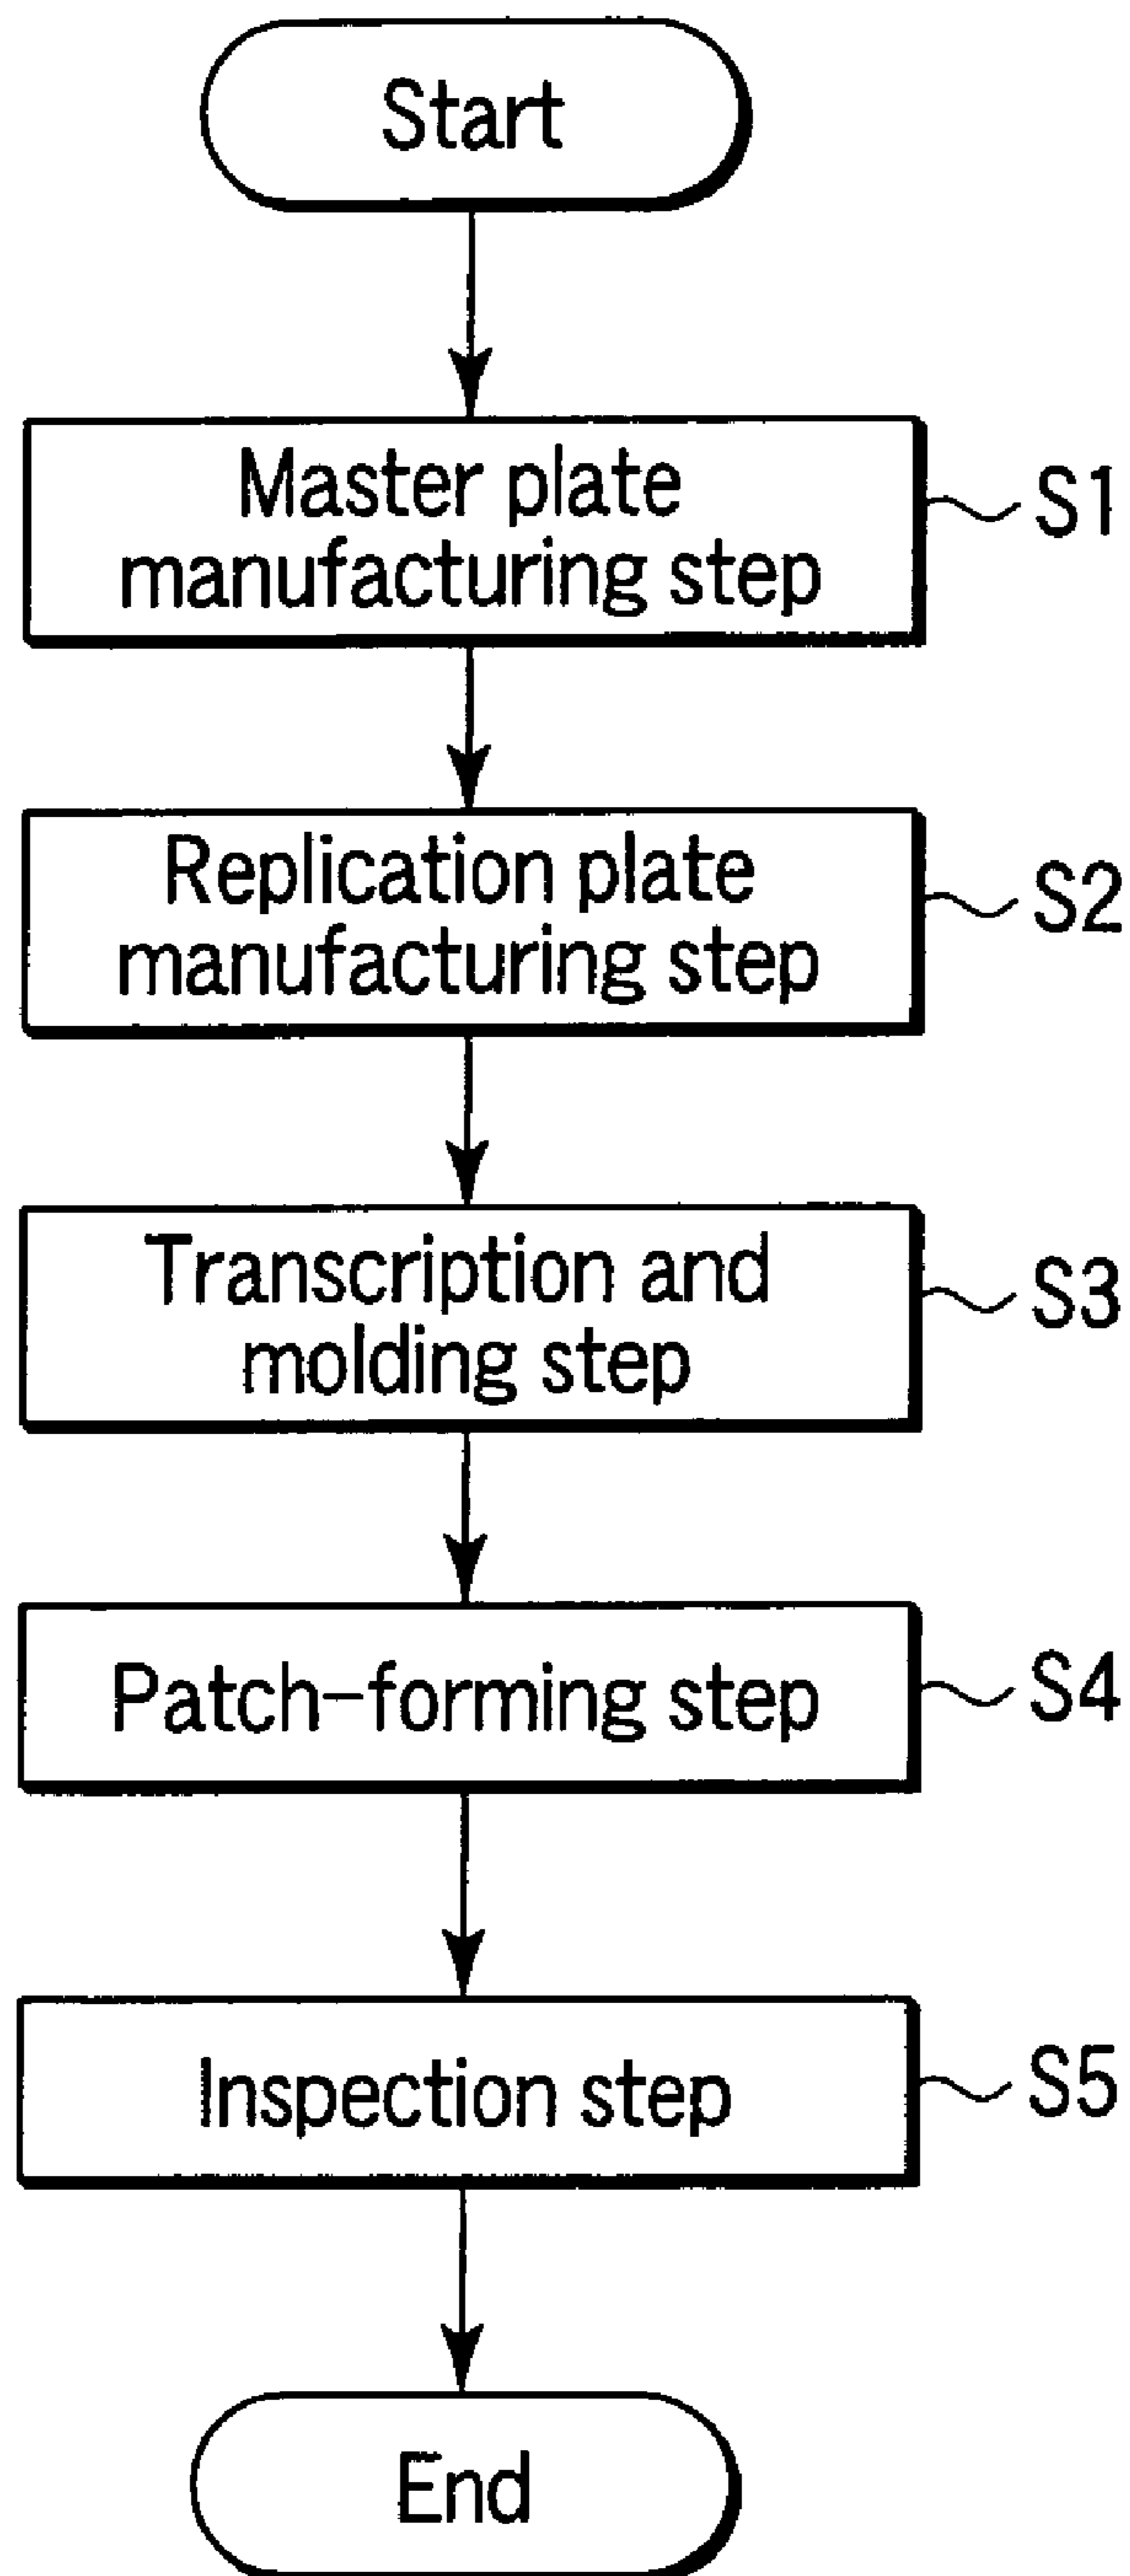 Start
Master plate
manufacturing step
S1
Replication plate
manufacturing step
S2
Transcription and
molding step
S3
Patch-forming step
S4
Inspection step
S5
End